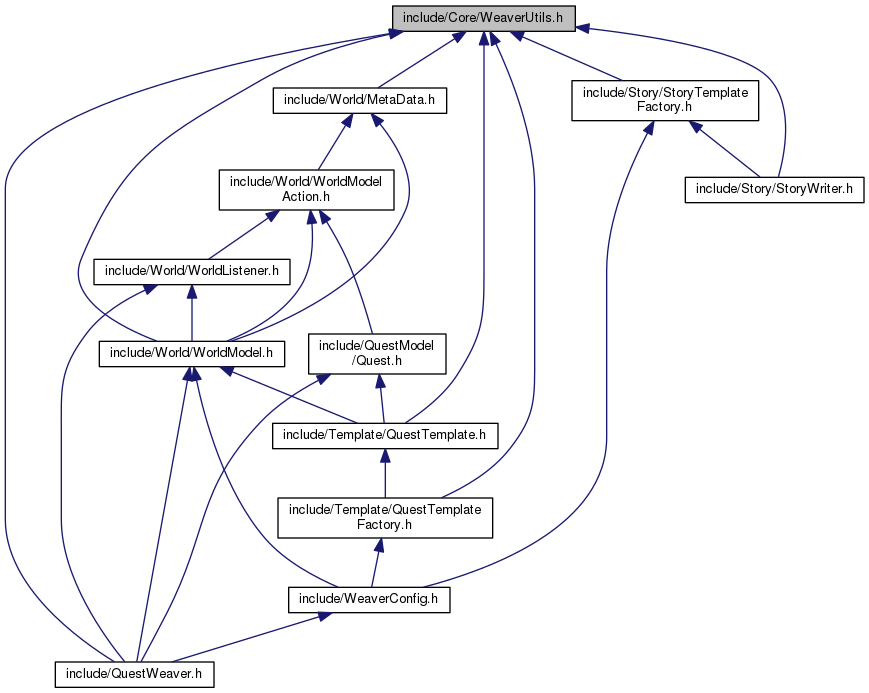 include/Core/WeaverUtils.h
include/World/MetaData.h
include/Story/StoryTemplate
Factory.h
include/World/WorldModel
Action.h
include/Story/StoryWriter.h
include/World/WorldListener.h
include/World/WorldModel.h
include/QuestModel
/Quest.h
include/Template/QuestTemplate.h
include/Template/QuestTemplate
Factory.h
include/WeaverConfig.h
include/QuestWeaver.h